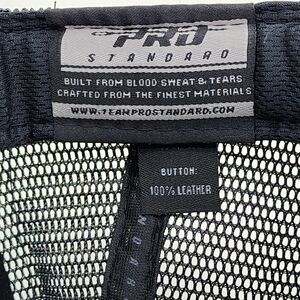 PRO
STANDARD
BUILT FROM BLOOD SWEAT & TEARS
CRAFTED FROM THE FINEST MATERIALS
WWW.TEAMPROSTANDARD.COM
BUTTON:
100% LEATHER